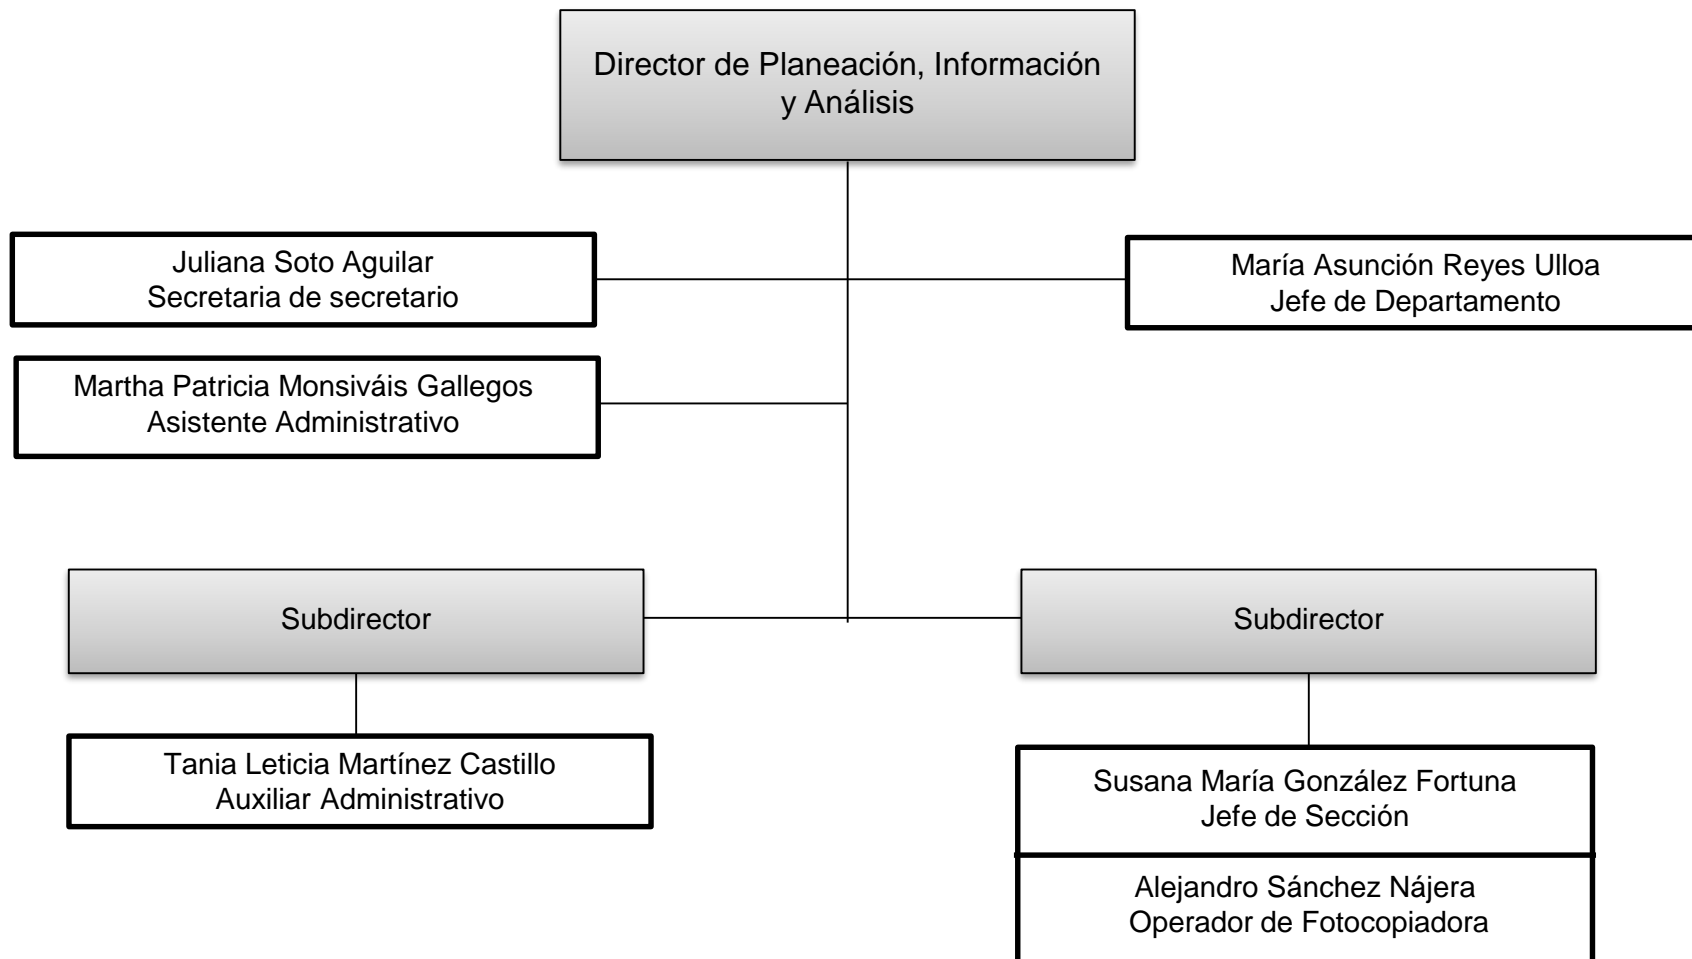 Director de Planeación, Información
y Análisis
Juliana Soto Aguilar
Secretaria de secretario
María Asunción Reyes Ulloa
Jefe de Departamento
Martha Patricia Monsiváis Gallegos
Asistente Administrativo
Subdirector
Subdirector
Tania Leticia Martínez Castillo
Auxiliar Administrativo
Susana María González Fortuna
Jefe de Sección
Alejandro Sánchez Nájera
Operador de Fotocopiadora